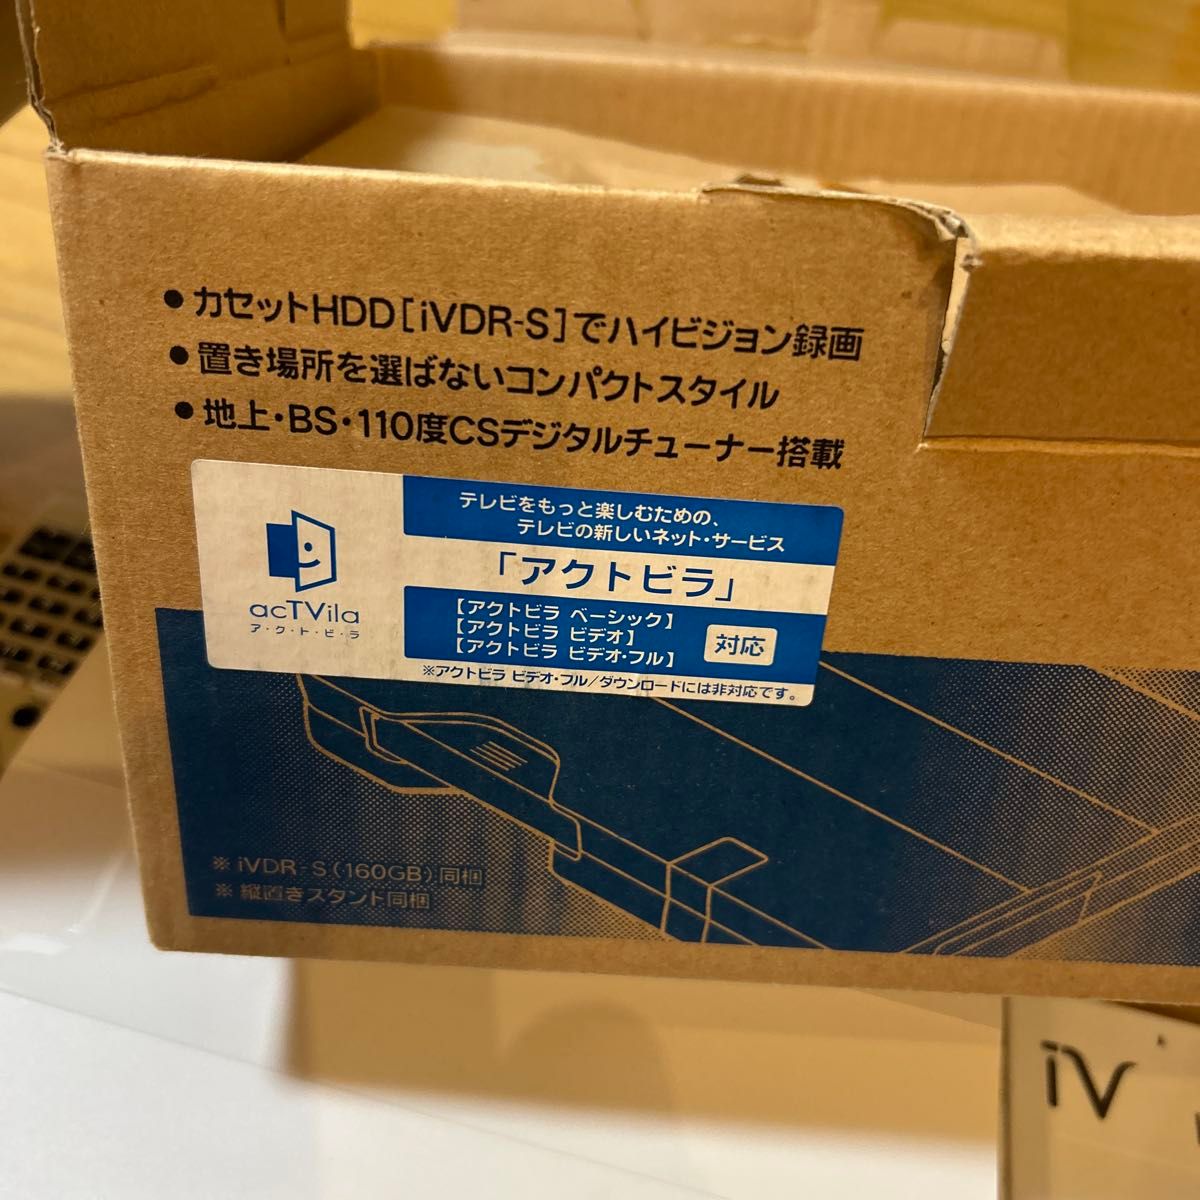 ●カセットHDD[iVDR-S]でハイビジョン録画
●置き場所を選ばないコンパクトスタイル
●地上・BS・110度CSデジタルチューナー搭載
テレビをもっと楽しむための、
テレビの新しいネット・サービス
「アクトビラ」
acTVila
ア・ク・ト・ビ・ラ
【アクトビラ ベーシック】
【アクトビラ ビデオ】
【アクトビラ ビデオ・フル】
対応
※アクトビラ ビデオ・フル/ダウンロードには非対応です。
※iVDR-S(160GB)同梱
※縦置きスタンド同梱
iV